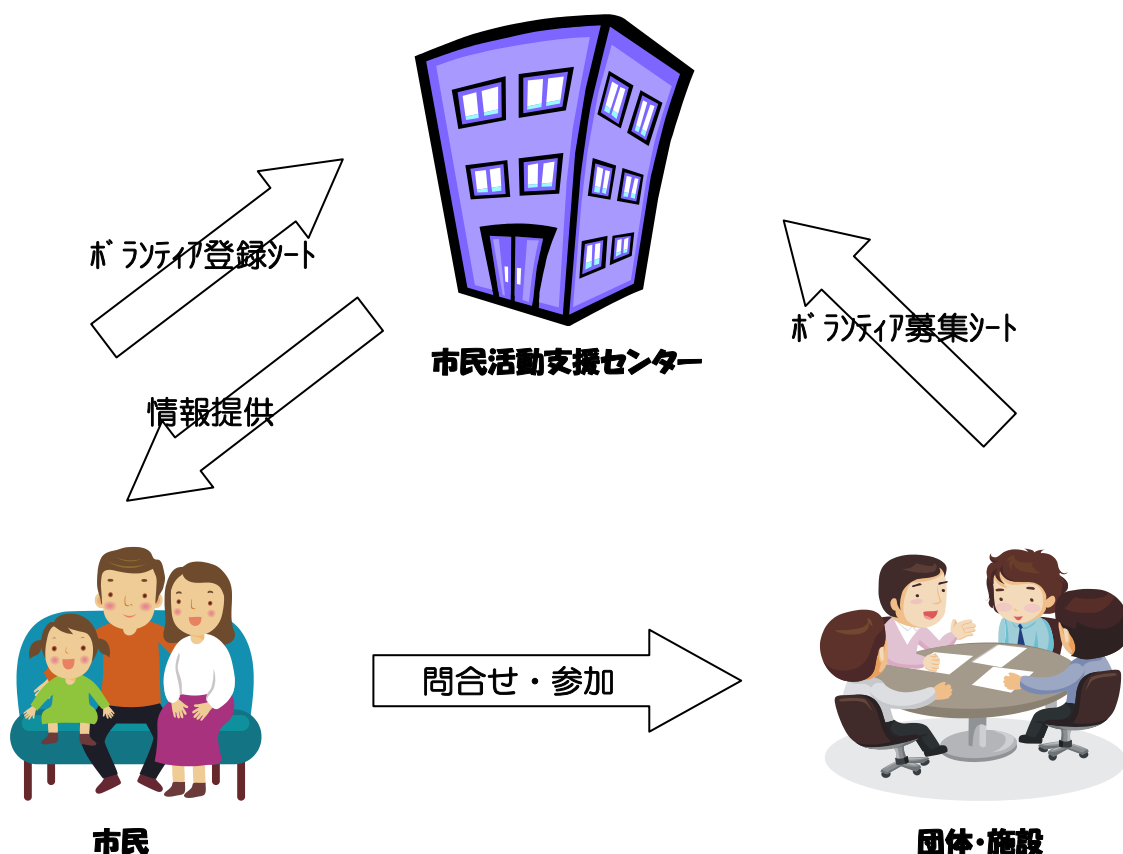 ボランティア登録シート
ボランティア募集シート
市民活動支援センター
情報提供
問合せ・参加
市民
団体・施設